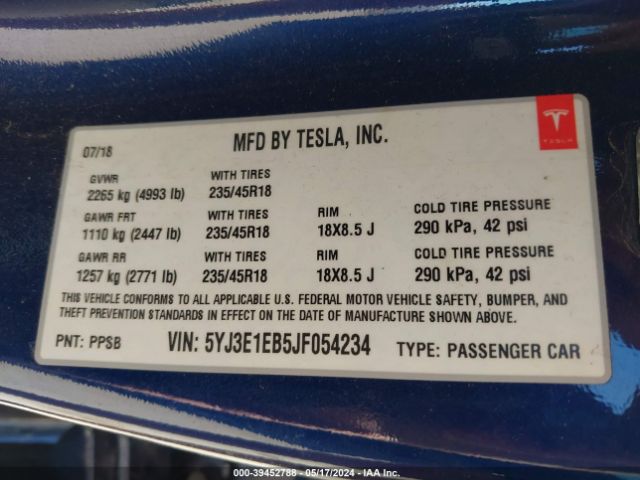 07/18
MFD BY TESLA, INC.
TESLA
GVWR
2265 kg (4993 lb)
WITH TIRES
235/45R18
GAWR FRT
1110 kg (2447 lb)
WITH TIRES
235/45R18
RIM
18X8.5 J
COLD TIRE PRESSURE
290 kPa, 42 psi
GAWR RR
1257 kg (2771 lb)
WITH TIRES
235/45R18
RIM
18X8.5 J
COLD TIRE PRESSURE
290 kPa, 42 psi
THIS VEHICLE CONFORMS TO ALL APPLICABLE U.S. FEDERAL MOTOR VEHICLE SAFETY, BUMPER, AND
THEFT PREVENTION STANDARDS IN EFFECT ON THE DATE OF MANUFACTURE SHOWN ABOVE.
PNT: PPSB VIN: 5YJ3E1EB5JF054234 TYPE: PASSENGER CAR
000-39452788 - 05/17/2024 - IAA Inc.